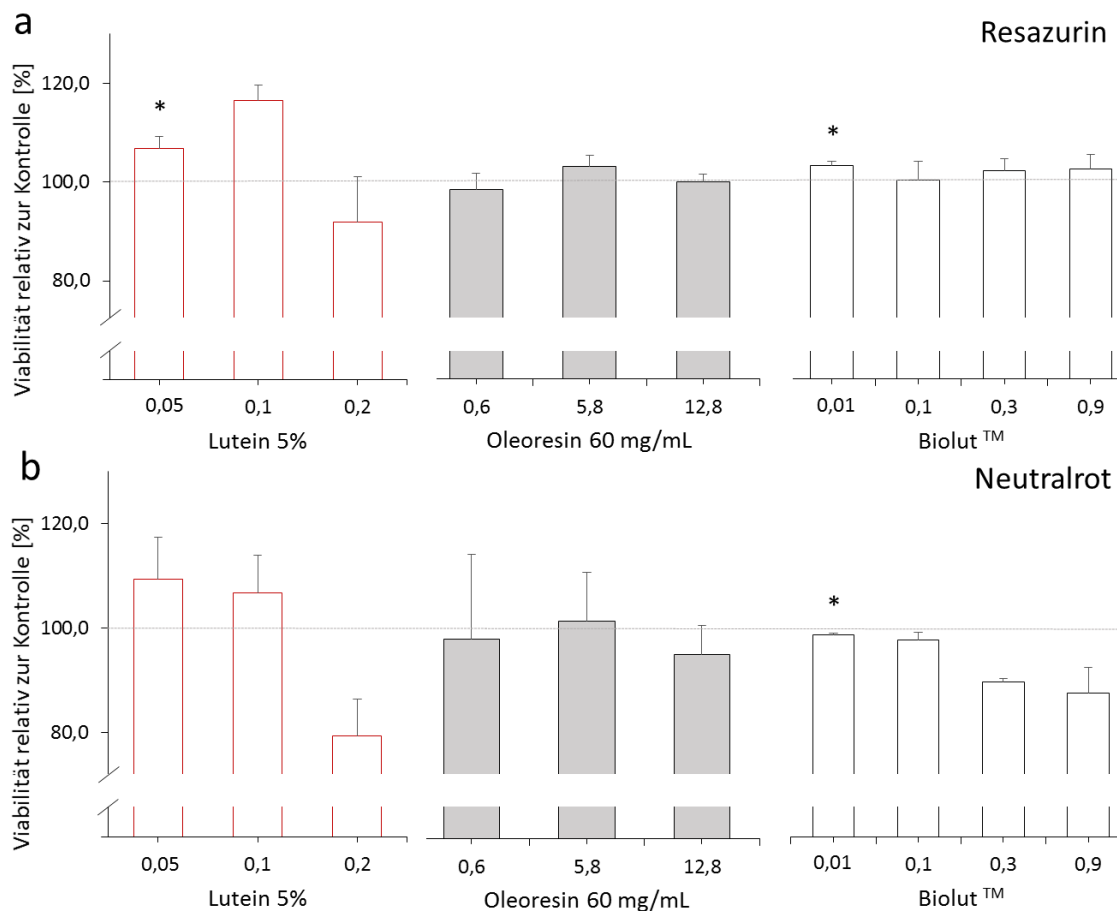 a
Resazurin
Viabilität relativ zur Kontrolle [%]
120,0
100,0
80,0
*
*
0,05 0,1 0,2 0,6 5,8 12,8 0,01 0,1 0,3 0,9
Lutein 5% Oleoresin 60 mg/mL Biolut ™
b
Neutralrot
Viabilität relativ zur Kontrolle [%]
120,0
100,0
80,0
*
0,05 0,1 0,2 0,6 5,8 12,8 0,01 0,1 0,3 0,9
Lutein 5% Oleoresin 60 mg/mL Biolut ™